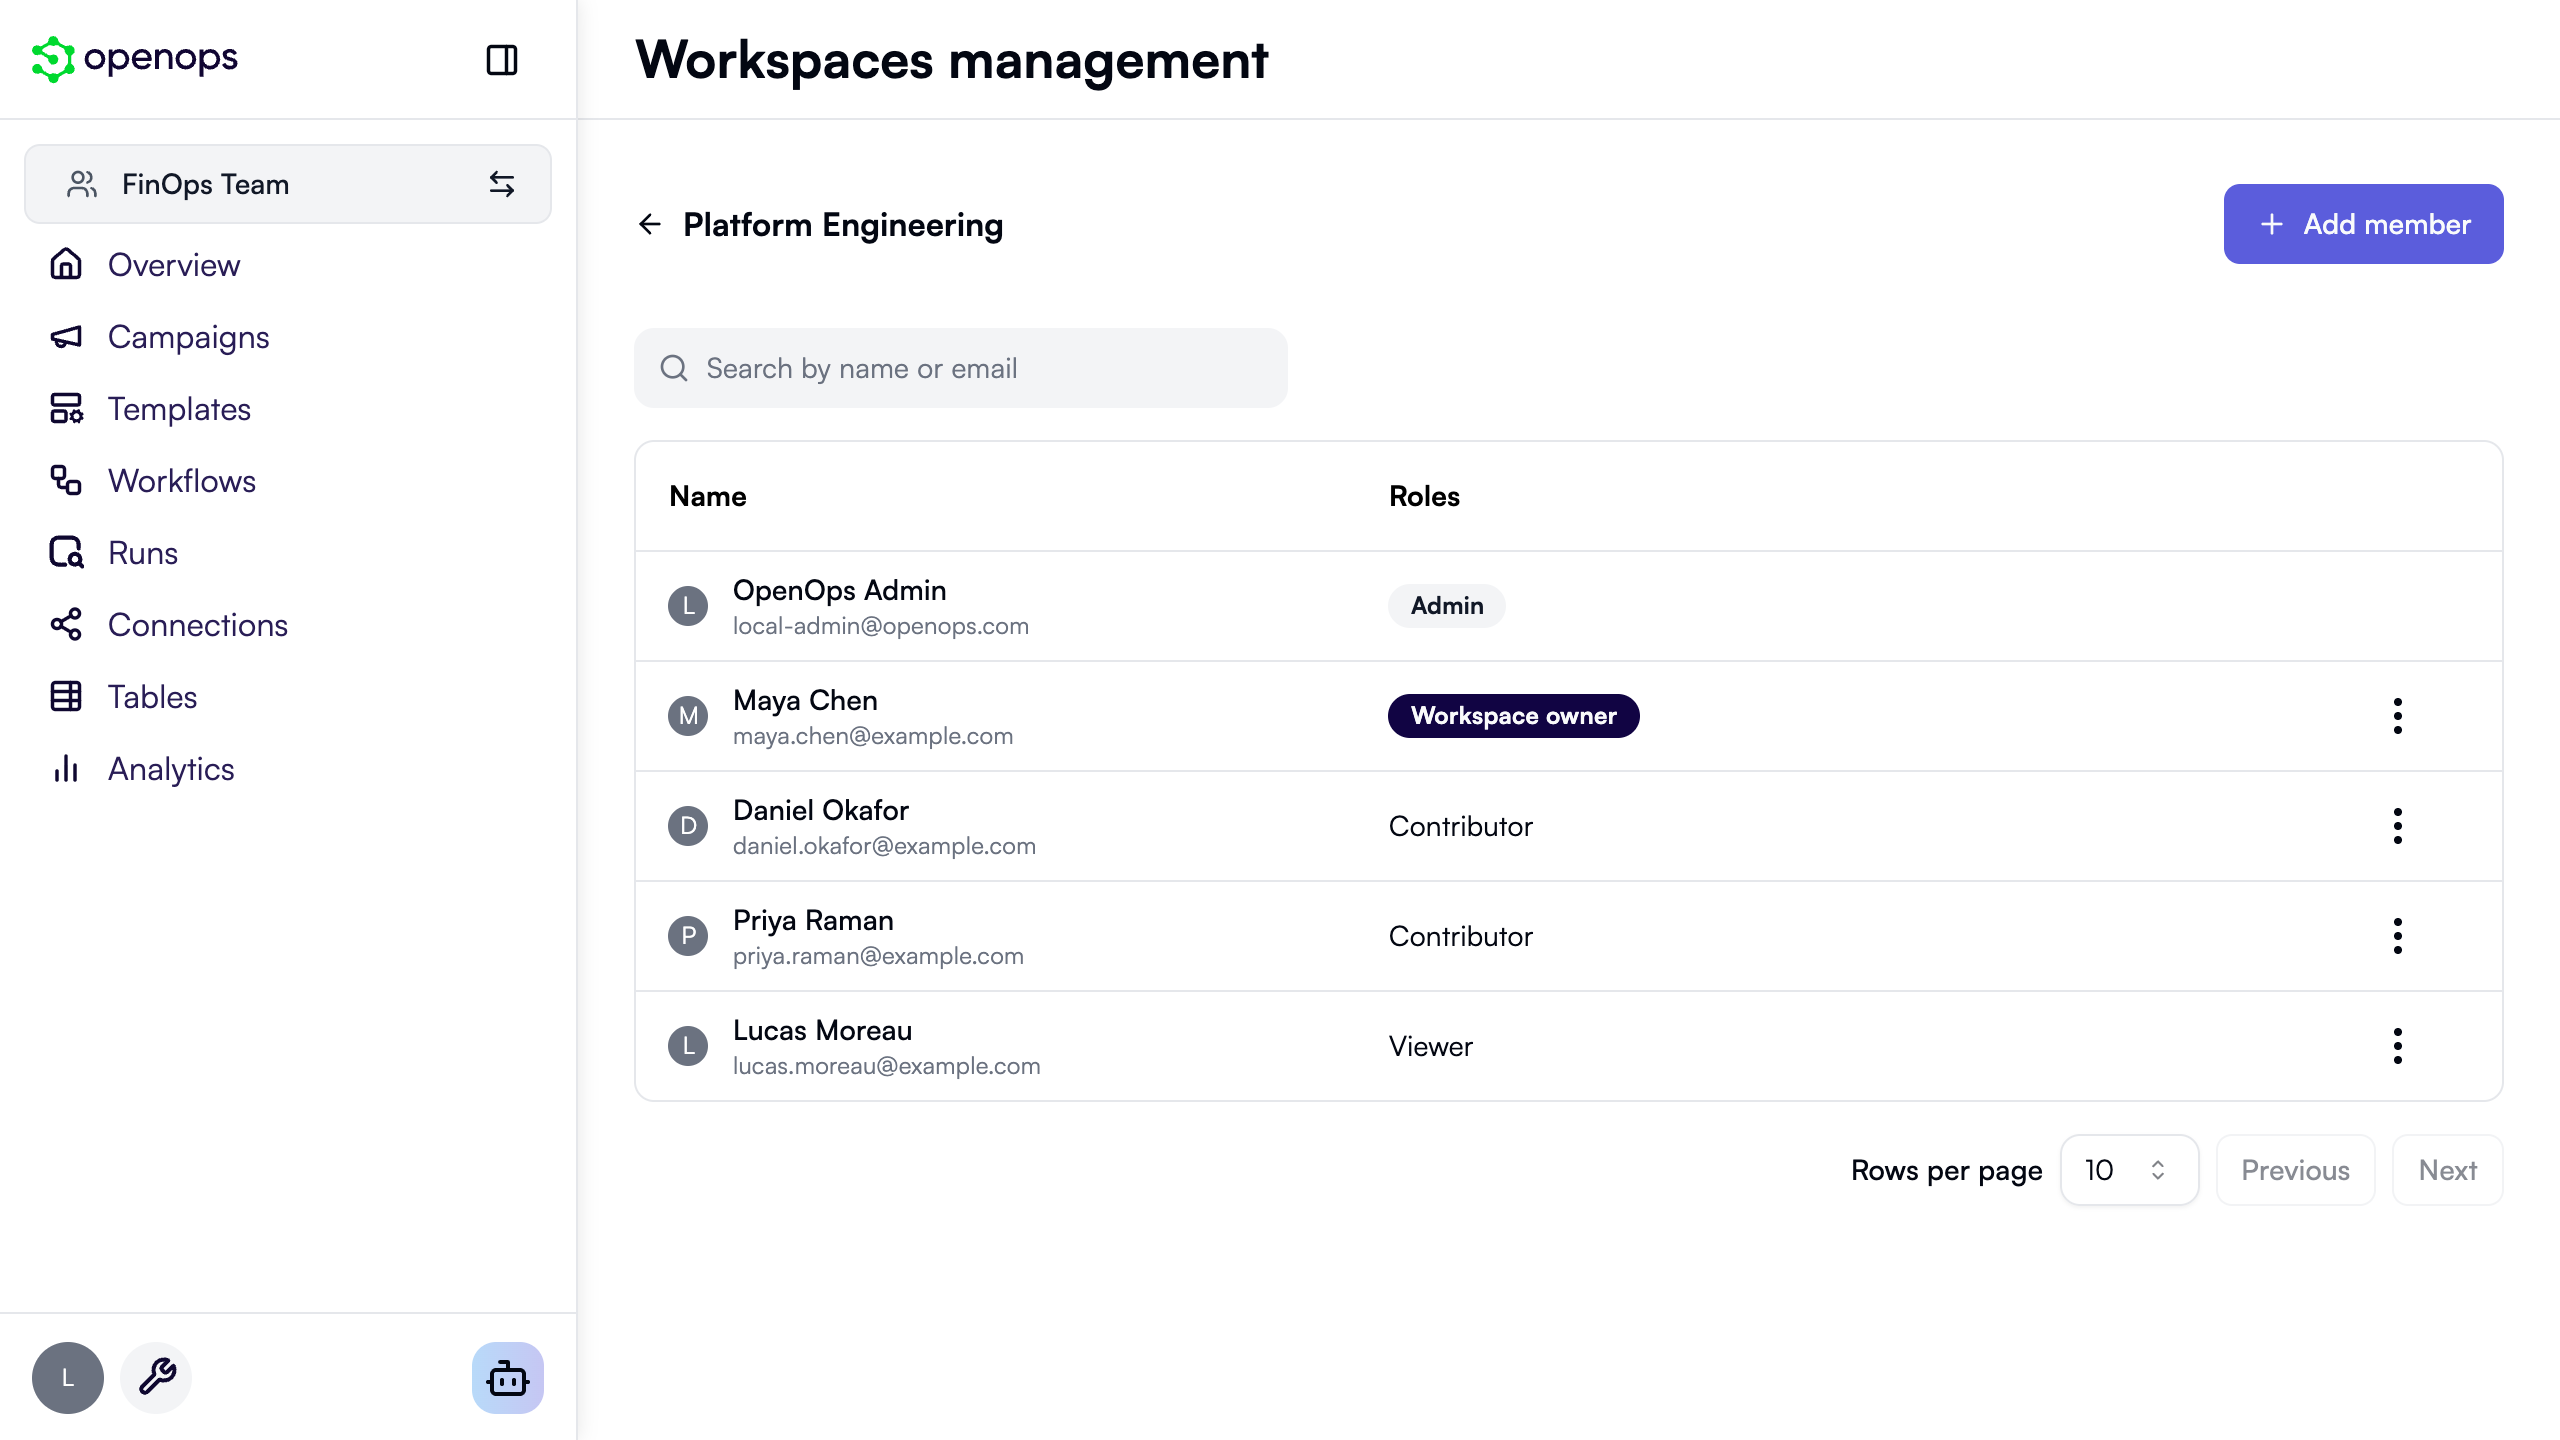 openops
Workspaces management
FinOps Team
Overview
Campaigns
Templates
Workflows
Runs
Connections
Tables
Analytics
L
Platform Engineering
Add member
Search by name or email
Name Roles
L OpenOps Admin Admin
local-admin@openops.com
M Maya Chen Workspace owner
maya.chen@example.com
D Daniel Okafor Contributor
daniel.okafor@example.com
P Priya Raman Contributor
priya.raman@example.com
L Lucas Moreau Viewer
lucas.moreau@example.com
Rows per page 10 Previous Next